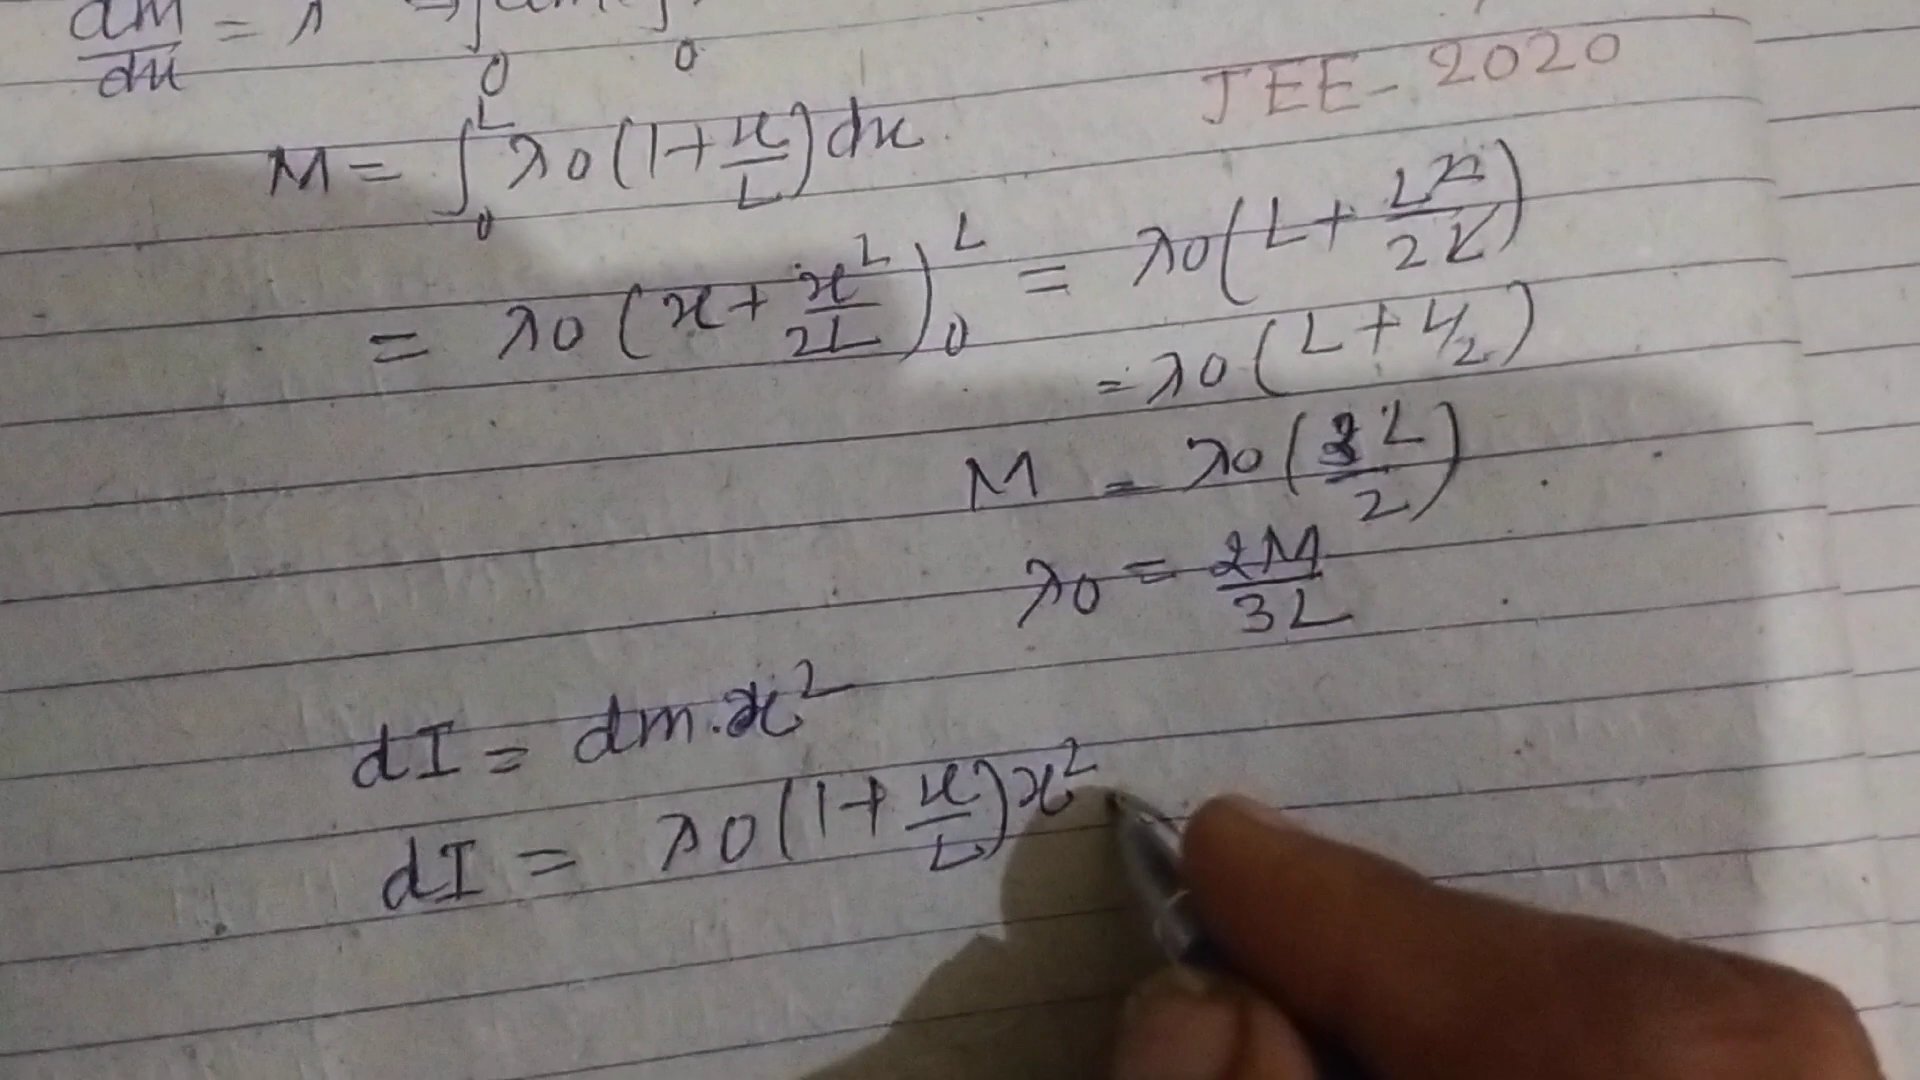 dm/dx = λ
JEE - 2020
M = ∫₀ᴸ λ0 (1 + x/L) dx
= λ0 (x + x²/2L)₀ᴸ = λ0 (L + L²/2L)
= λ0 (L + L/2)
M = λ0 (3L/2)
λ0 = 2M/3L
dI = dm.x²
dI = λ0 (1 + x/L) x²